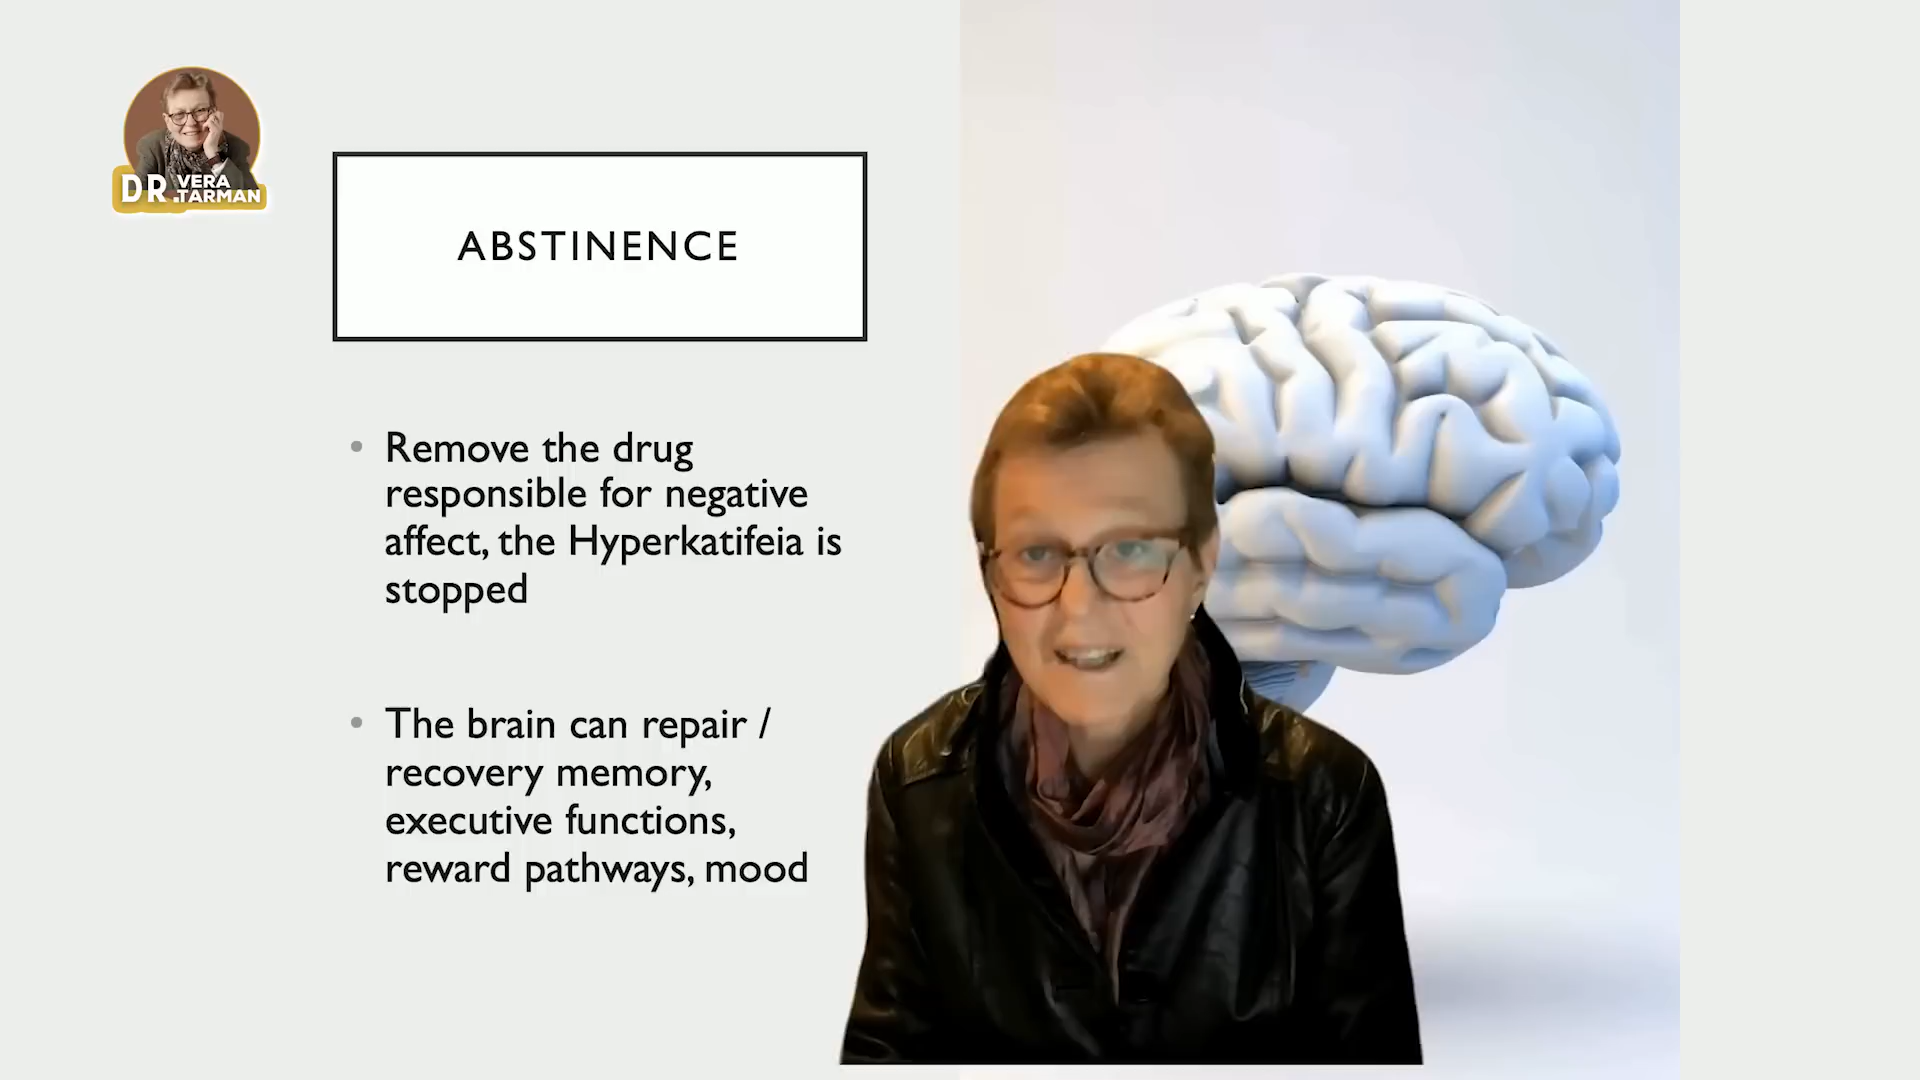 DR. VERA
TARMAN
ABSTINENCE
• Remove the drug
responsible for negative
affect, the Hyperkatifeia is
stopped
• The brain can repair /
recovery memory,
executive functions,
reward pathways, mood